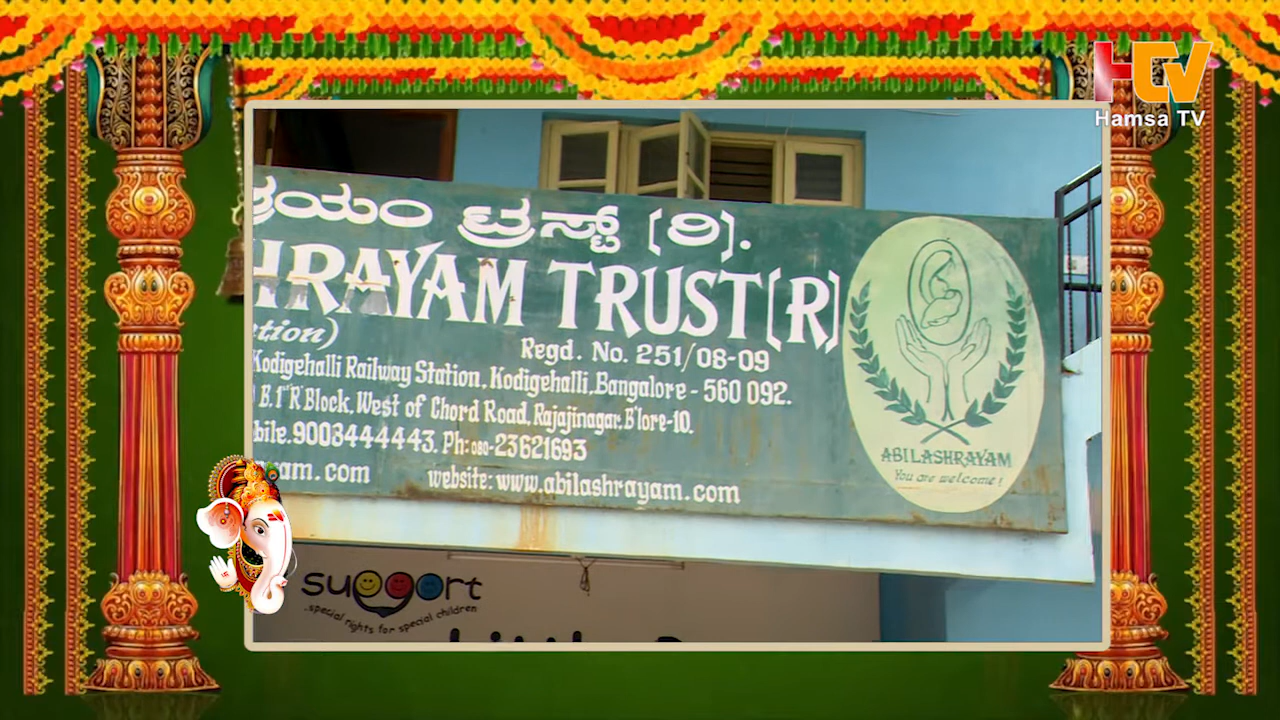 HTV
Hamsa TV
ಶ್ರಯಂ ಟ್ರಸ್ಟ್ (ರಿ).
HRAYAM TRUST(R)
tion)
Regd. No. 251/08-09
Kodigehalli Railway Station, Kodigehalli, Bangalore - 560 092.
B.1st "R" Block, West of Chord Road, Rajajinagar, B'lore-10.
bile.9003444443. Ph: 080-23621693
yam.com website: www.abilashrayam.com
ABILASHRAYAM
You are welcome!
support
..special rights for special children